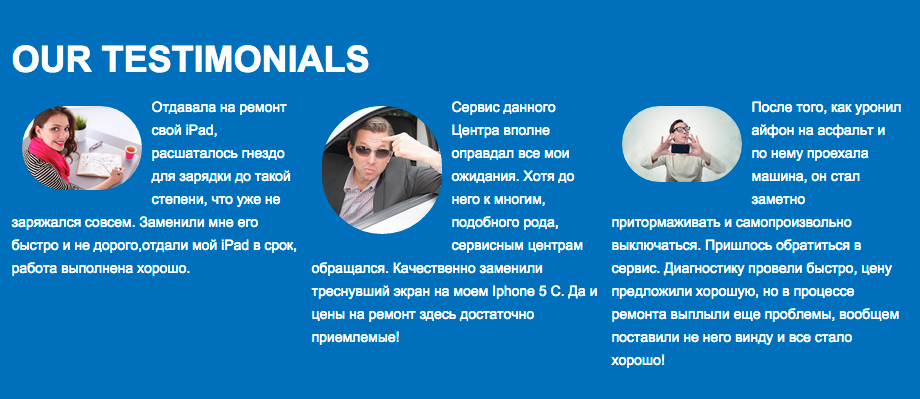 OUR TESTIMONIALS
Отдавала на ремонт
свой iPad,
расшаталось гнездо
для зарядки до такой
степени, что уже не
заряжался совсем. Заменили мне его
быстро и не дорого,отдали мой iPad в срок,
работа выполнена хорошо.
Сервис данного
Центра вполне
оправдал все мои
ожидания. Хотя до
него к многим,
подобного рода,
сервисным центрам
обращался. Качественно заменили
треснувший экран на моем Iphone 5 C. Да и
цены на ремонт здесь достаточно
приемлемые!
После того, как уронил
айфон на асфальт и
по нему проехала
машина, он стал
заметно
притормаживать и самопроизвольно
выключаться. Пришлось обратиться в
сервис. Диагностику провели быстро, цену
предложили хорошую, но в процессе
ремонта выплыли еще проблемы, вообщем
поставили не него винду и все стало
хорошо!